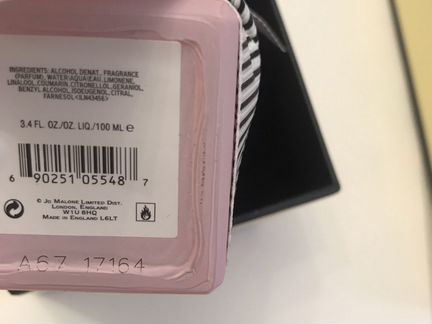 INGREDIENTS: ALCOHOL DENAT., FRAGRANCE
(PARFUM), WATER\AQUA\EAU, LIMONENE,
LINALOOL, COUMARIN, CITRONELLOL, GERANIOL,
BENZYL ALCOHOL, ISOEUGENOL, CITRAL,
FARNESOL <ILN43456>
3.4 FL. OZ./OZ. LIQ./100 ML e
6 90251 05548 7
© JO MALONE LIMITED DIST.
LONDON, ENGLAND
W1U 8HQ
MADE IN ENGLAND L6LT
A67 17164